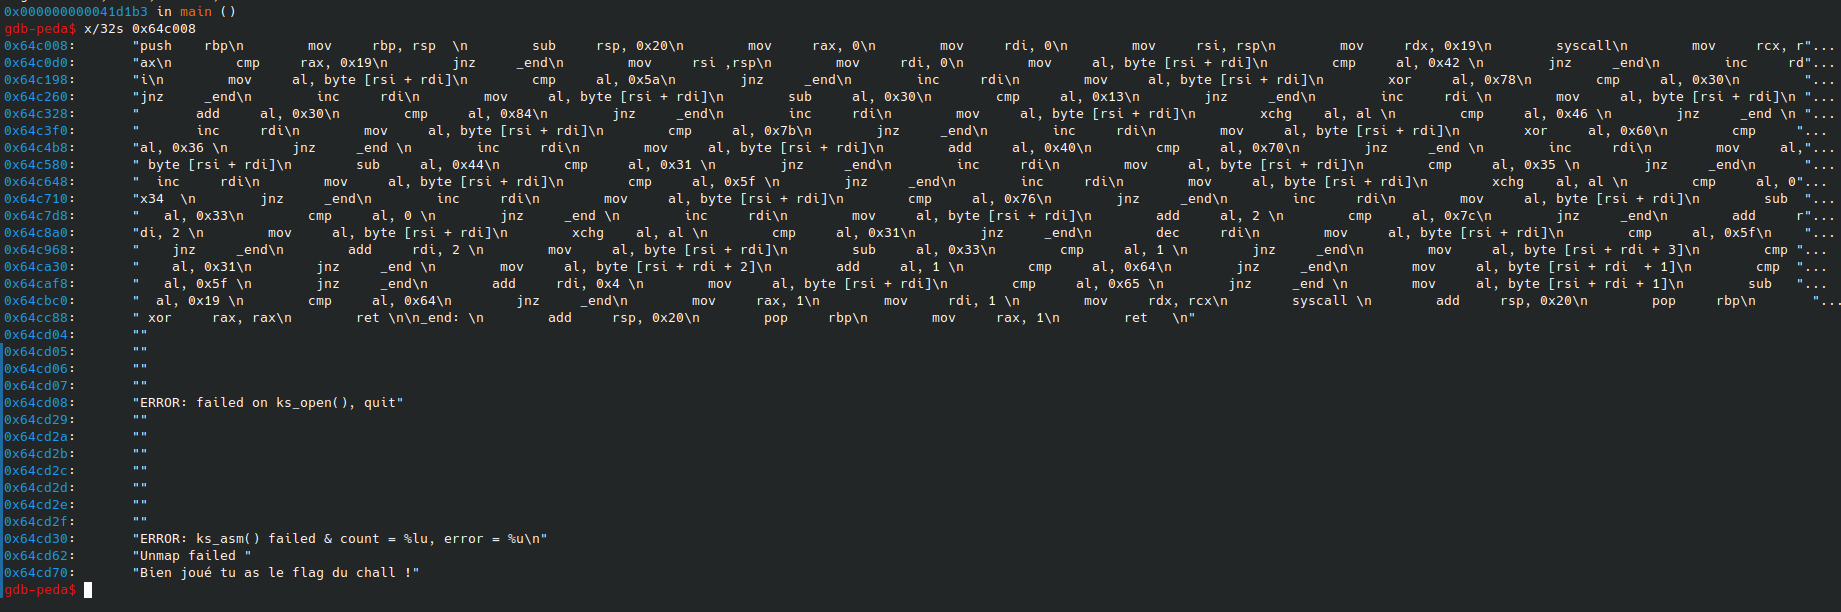 0x000000000041d1b3 in main ()
gdb-peda$ x/32s 0x64c008
0x64c008: "push rbp\n mov rbp, rsp \n sub rsp, 0x20\n mov rax, 0\n mov rdi, 0\n mov rsi, rsp\n mov rdx, 0x19\n syscall\n mov rcx, r"...
0x64c0d0: "ax\n cmp rax, 0x19\n jnz _end\n mov rsi ,rsp\n mov rdi, 0\n mov al, byte [rsi + rdi]\n cmp al, 0x42 \n jnz _end\n inc rd"...
0x64c198: "i\n mov al, byte [rsi + rdi]\n cmp al, 0x5a\n jnz _end\n inc rdi\n mov al, byte [rsi + rdi]\n xor al, 0x78\n cmp al, 0x30\n "...
0x64c260: "jnz _end\n inc rdi\n mov al, byte [rsi + rdi]\n sub al, 0x30\n cmp al, 0x13\n jnz _end\n inc rdi \n mov al, byte [rsi + rdi]\n "...
0x64c328: " add al, 0x30\n cmp al, 0x84\n jnz _end\n inc rdi\n mov al, byte [rsi + rdi]\n xchg al, al \n cmp al, 0x46 \n jnz _end \n "...
0x64c3f0: " inc rdi\n mov al, byte [rsi + rdi]\n cmp al, 0x7b\n jnz _end\n inc rdi\n mov al, byte [rsi + rdi]\n xor al, 0x60\n cmp "...
0x64c4b8: "al, 0x36 \n jnz _end \n inc rdi\n mov al, byte [rsi + rdi]\n add al, 0x40\n cmp al, 0x70\n jnz _end \n inc rdi\n mov al,"...
0x64c580: " byte [rsi + rdi]\n sub al, 0x44\n cmp al, 0x31 \n jnz _end\n inc rdi\n mov al, byte [rsi + rdi]\n cmp al, 0x35 \n jnz _end\n "...
0x64c648: " inc rdi\n mov al, byte [rsi + rdi]\n cmp al, 0x5f \n jnz _end\n inc rdi\n mov al, byte [rsi + rdi]\n xchg al, al \n cmp al, 0"...
0x64c710: "x34 \n jnz _end\n inc rdi\n mov al, byte [rsi + rdi]\n cmp al, 0x76\n jnz _end\n inc rdi\n mov al, byte [rsi + rdi]\n sub "...
0x64c7d8: " al, 0x33\n cmp al, 0 \n jnz _end \n inc rdi\n mov al, byte [rsi + rdi]\n add al, 2 \n cmp al, 0x7c\n jnz _end\n add r"...
0x64c8a0: "di, 2 \n mov al, byte [rsi + rdi]\n xchg al, al \n cmp al, 0x31\n jnz _end\n dec rdi\n mov al, byte [rsi + rdi]\n cmp al, 0x5f\n "...
0x64c968: " jnz _end\n add rdi, 2 \n mov al, byte [rsi + rdi]\n sub al, 0x33\n cmp al, 1 \n jnz _end\n mov al, byte [rsi + rdi + 3]\n cmp "...
0x64ca30: " al, 0x31\n jnz _end \n mov al, byte [rsi + rdi + 2]\n add al, 1 \n cmp al, 0x64\n jnz _end\n mov al, byte [rsi + rdi + 1]\n cmp "...
0x64caf8: " al, 0x5f \n jnz _end\n add rdi, 0x4 \n mov al, byte [rsi + rdi]\n cmp al, 0x65 \n jnz _end \n mov al, byte [rsi + rdi + 1]\n sub "...
0x64cbc0: " al, 0x19 \n cmp al, 0x64\n jnz _end\n mov rax, 1\n mov rdi, 1 \n mov rdx, rcx\n syscall \n add rsp, 0x20\n pop rbp\n "...
0x64cc88: " xor rax, rax\n ret \n\n_end: \n add rsp, 0x20\n pop rbp\n mov rax, 1\n ret \n"
0x64cd04: ""
0x64cd05: ""
0x64cd06: ""
0x64cd07: ""
0x64cd08: "ERROR: failed on ks_open(), quit"
0x64cd29: ""
0x64cd2a: ""
0x64cd2b: ""
0x64cd2c: ""
0x64cd2d: ""
0x64cd2e: ""
0x64cd2f: ""
0x64cd30: "ERROR: ks_asm() failed & count = %lu, error = %u\n"
0x64cd62: "Unmap failed "
0x64cd70: "Bien joué tu as le flag du chall !"
gdb-peda$